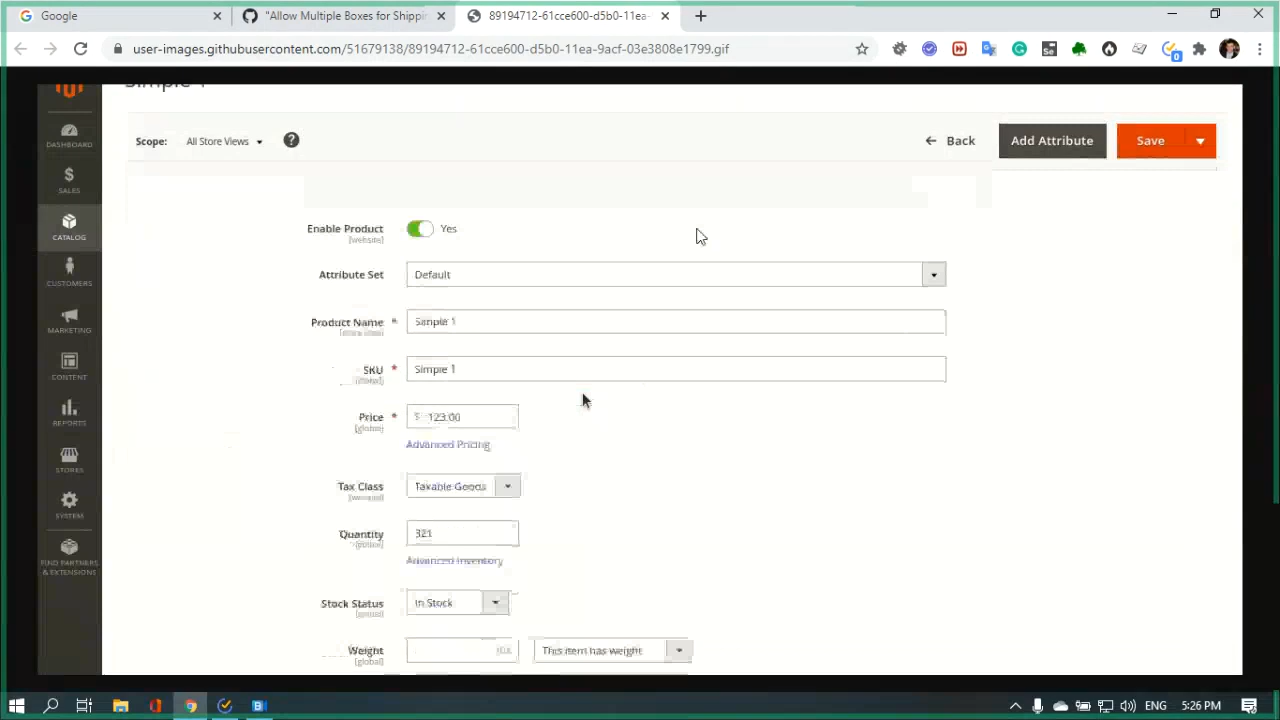 Google
"Allow Multiple Boxes for Shippin
89194712-61cce600-d5b0-11ea-
user-images.githubusercontent.com/51679138/89194712-61cce600-d5b0-11ea-9acf-03e3808e1799.gif
0
Simple 1
Scope: All Store Views
Back
Add Attribute
Save
DASHBOARD
SALES
CATALOG
CUSTOMERS
MARKETING
CONTENT
REPORTS
STORES
SYSTEM
FIND PARTNERS
& EXTENSIONS
Enable Product
[website]
Yes
Attribute Set
Default
Product Name *
Simple 1
SKU *
[global]
Simple 1
Price *
[global]
$ 123.00
Advanced Pricing
Tax Class
Taxable Goods
Quantity
[global]
321
Advanced Inventory
Stock Status
[global]
In Stock
Weight
[global]
This item has weight
ENG
5:26 PM